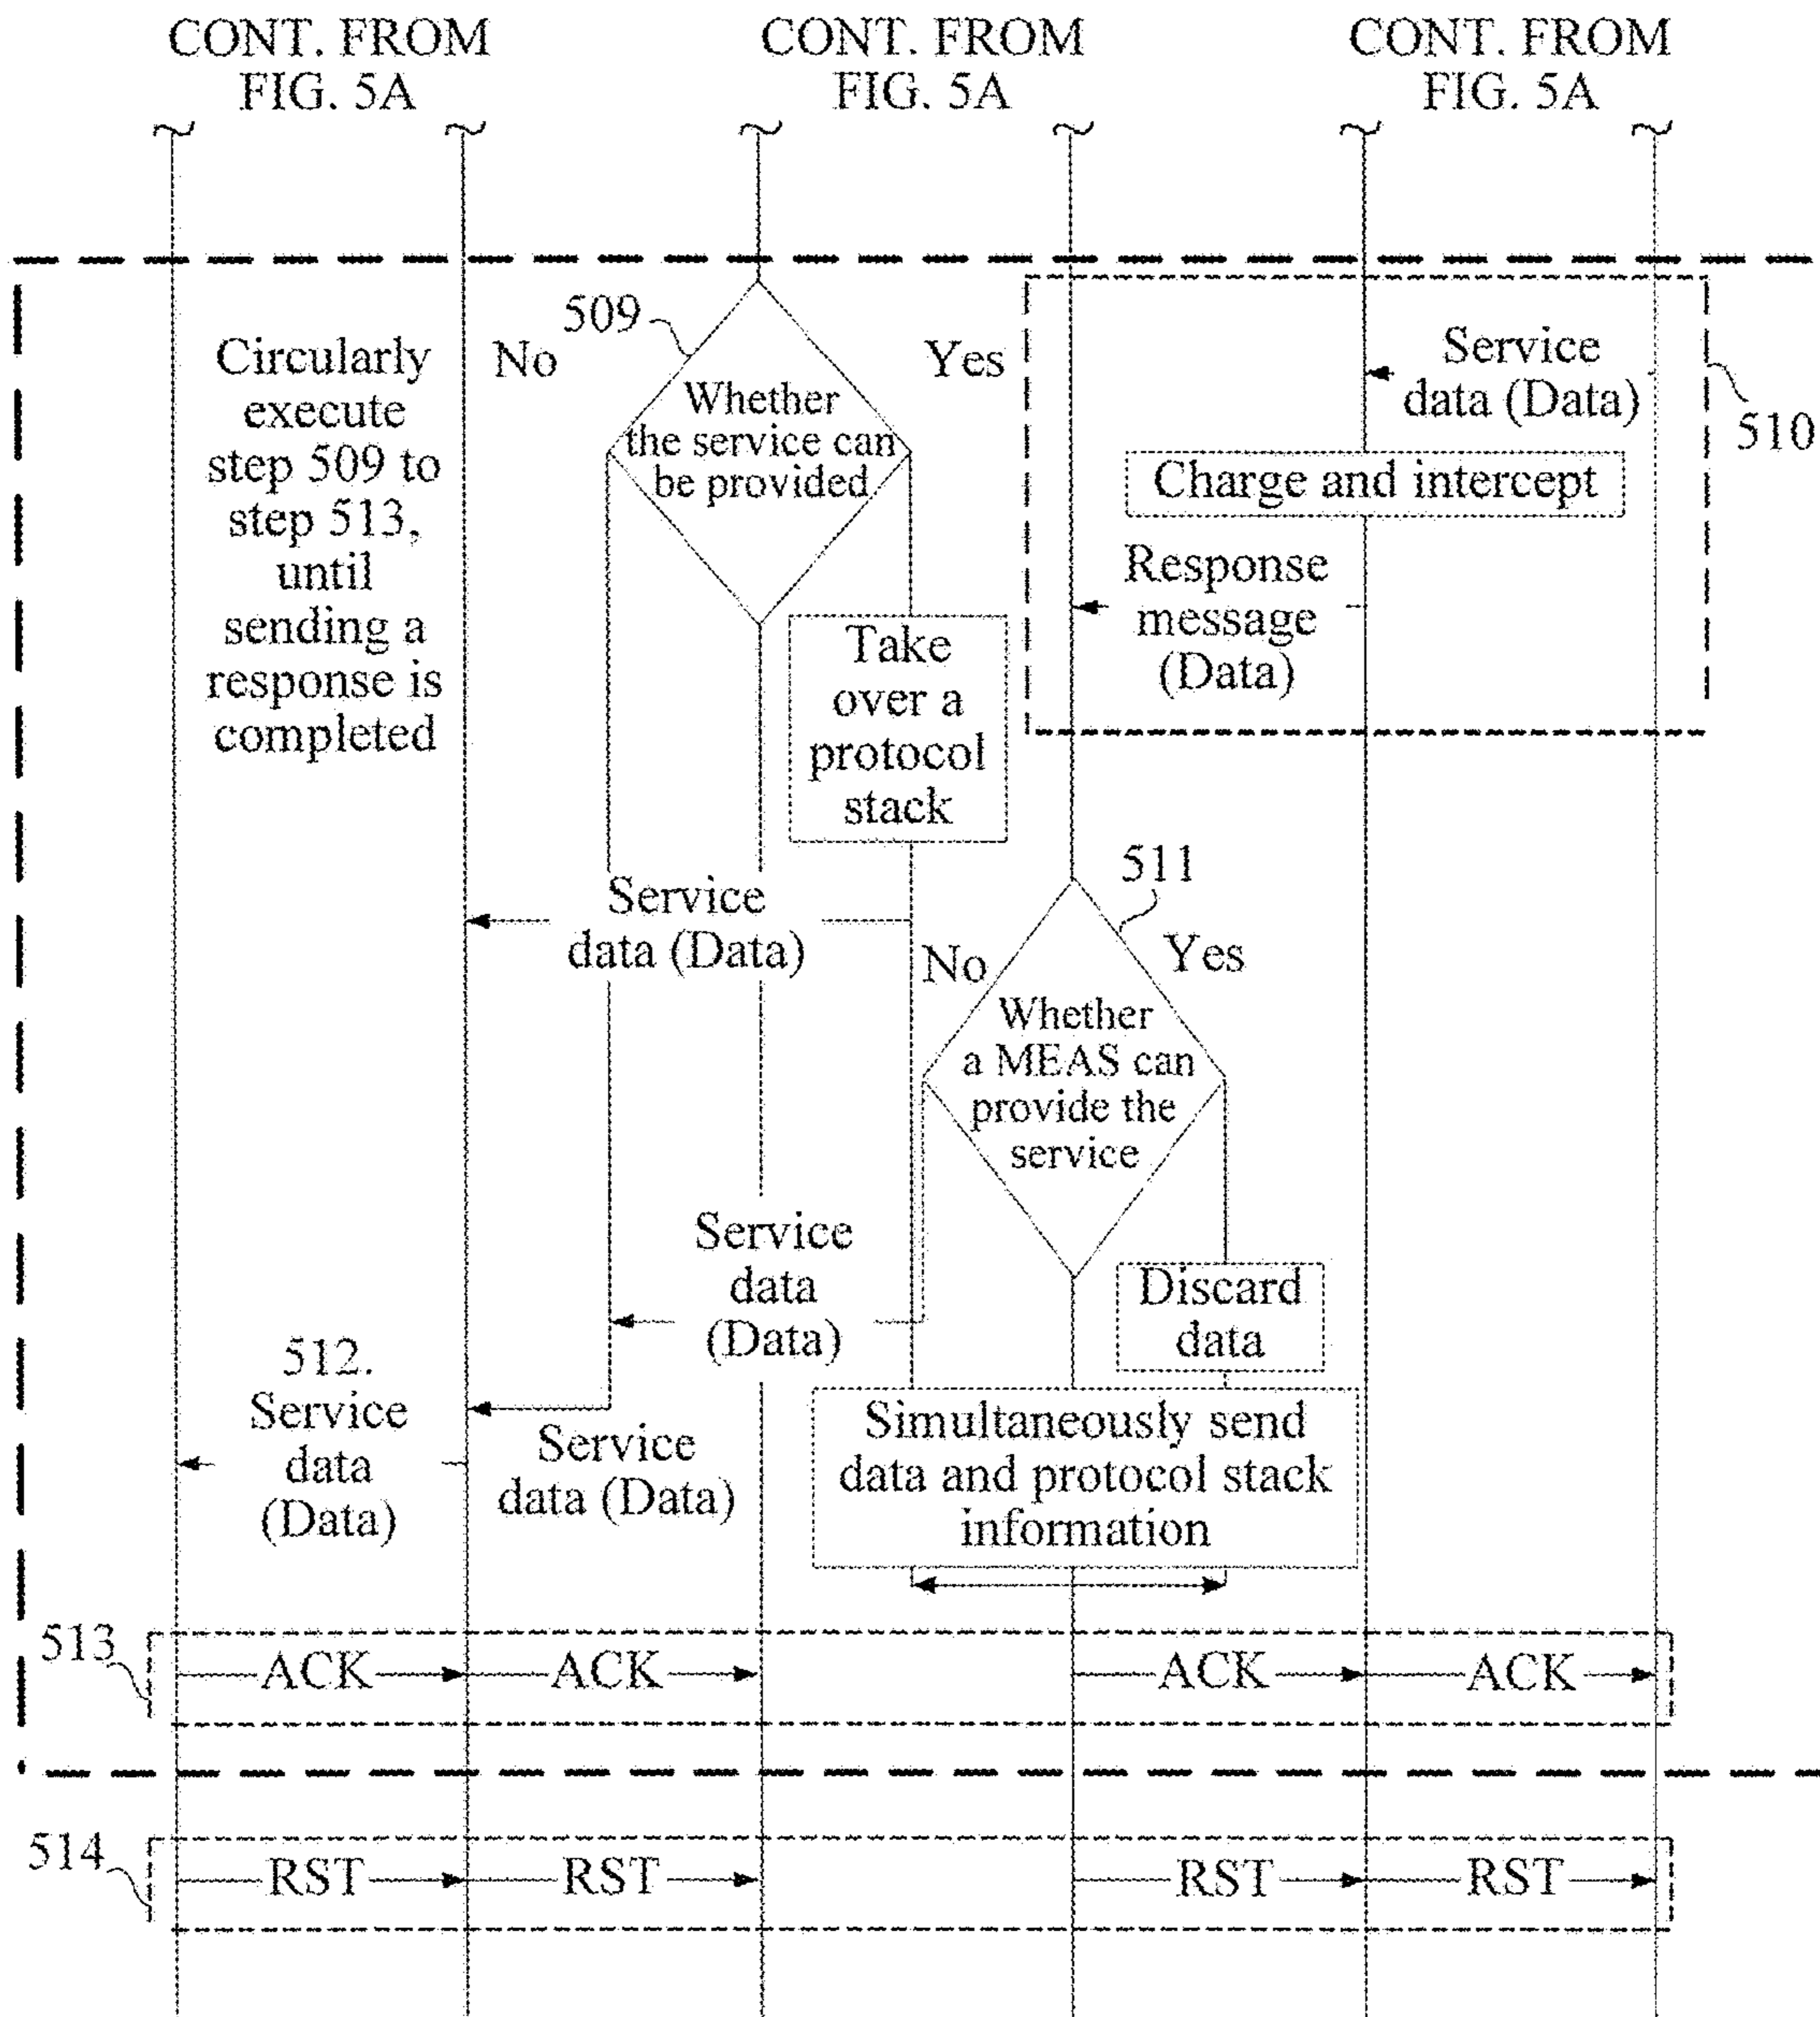 CONT. FROM
FIG. 5A
CONT. FROM
FIG. 5A
CONT. FROM
FIG. 5A
509
No
Yes
Circularly
execute
step 509 to
step 513,
until
sending a
response is
completed
Whether
the service can
be provided
Service
data (Data)
510
Charge and intercept
Response
message
(Data)
Take
over a
protocol
stack
Service
data (Data)
511
No
Yes
Whether
a MEAS can
provide the
service
Service
data
(Data)
Discard
data
512.
Service
data
(Data)
Service
data (Data)
Simultaneously send
data and protocol stack
information
513
ACK
ACK
ACK
ACK
514
RST
RST
RST
RST